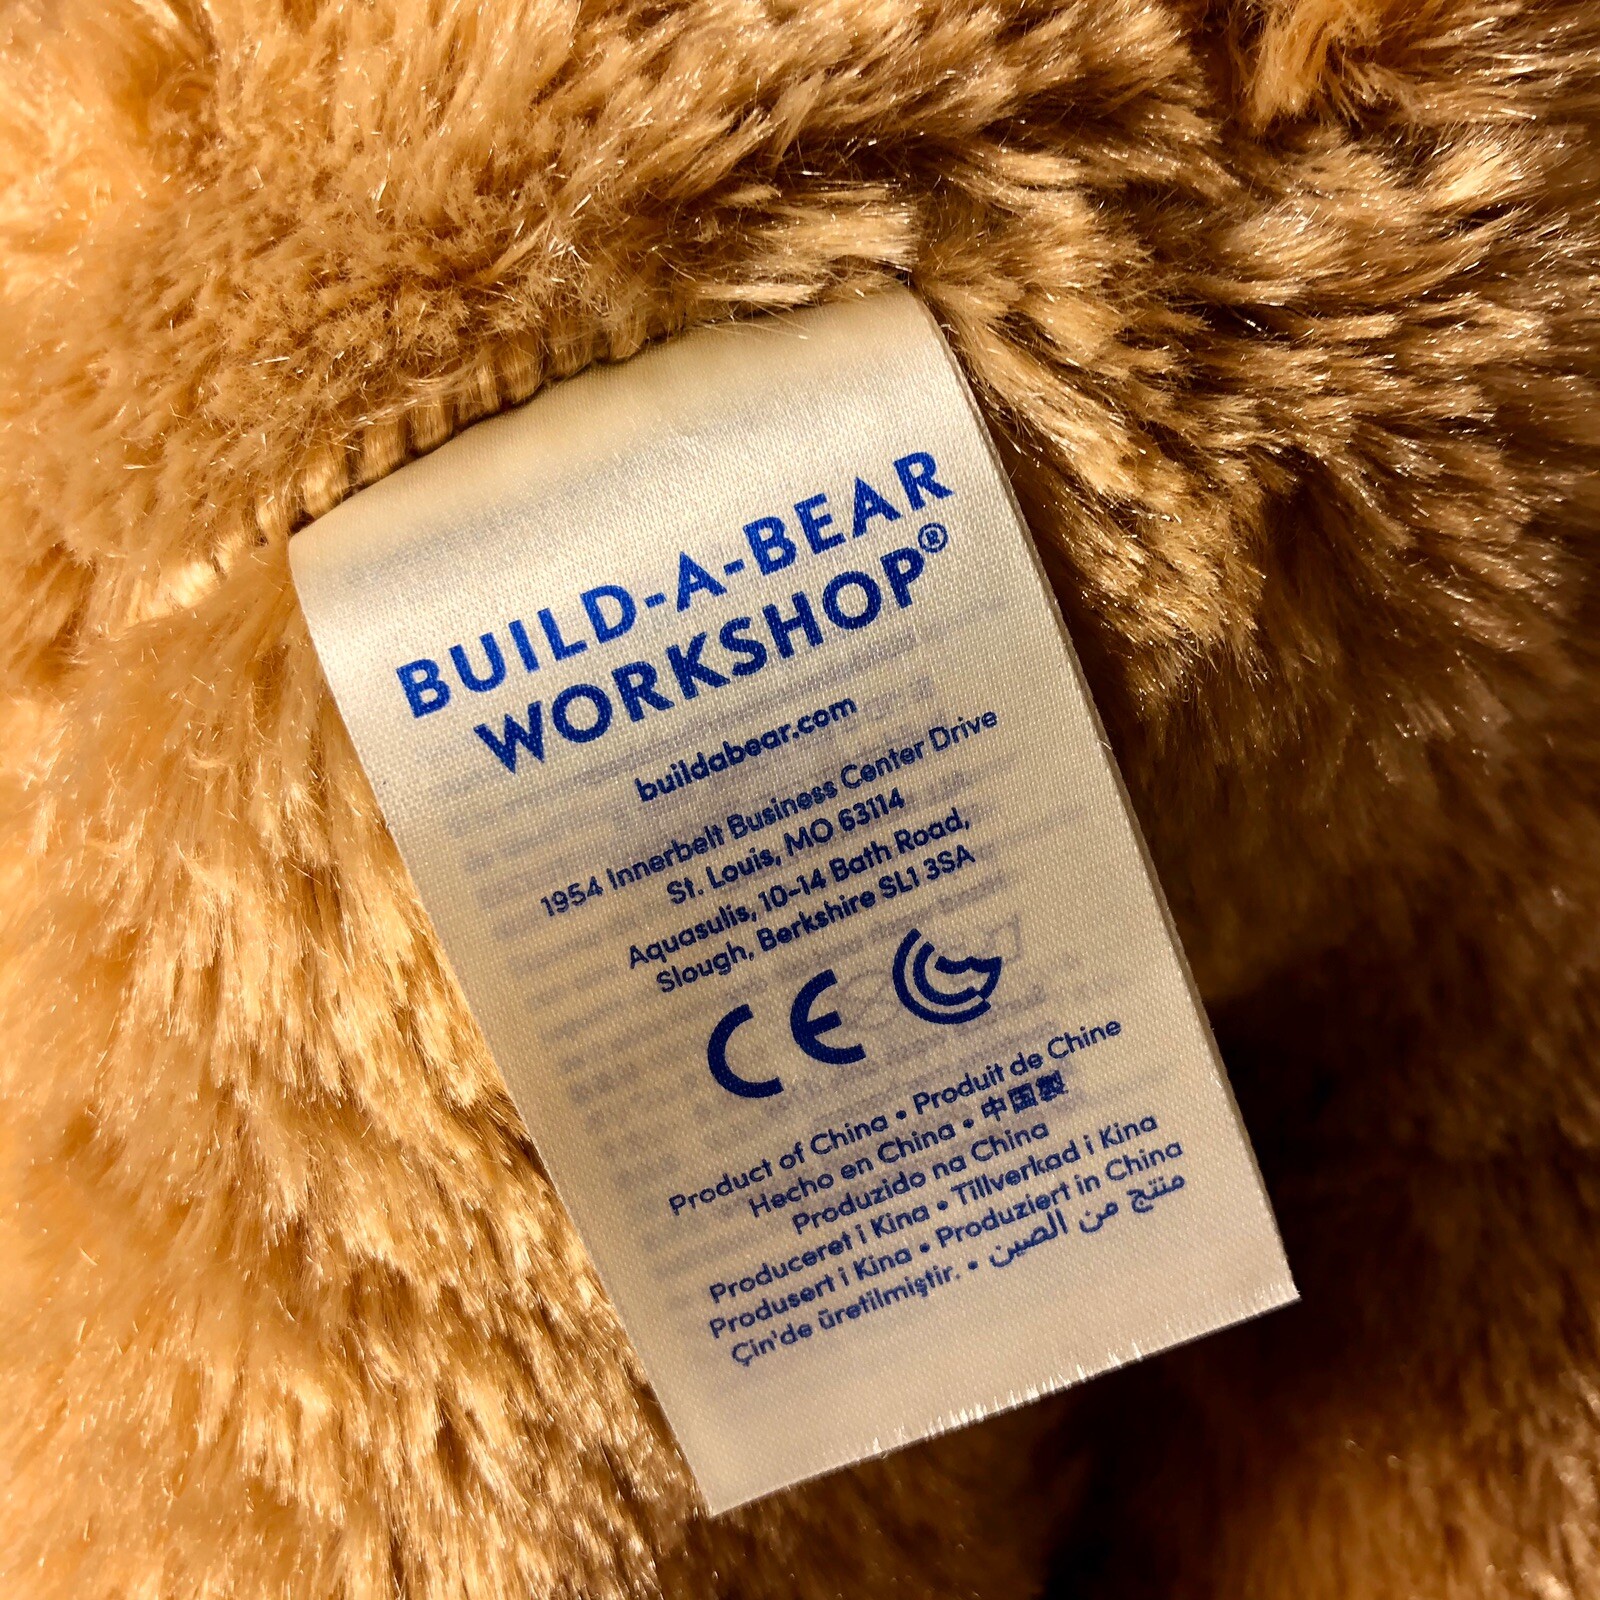 BUILD-A-BEAR
WORKSHOP®
buildabear.com
1954 Innerbelt Business Center Drive
St. Louis, MO 63114
Aquasulis, 10-14 Bath Road,
Slough, Berkshire SL1 3SA
CE
Product of China • Produit de Chine
Hecho en China • 中国製
Produzido na China
Produceret i Kina • Tillverkad i Kina
Produsert i Kina • Produziert in China
Çin'de üretilmiştir. • منتج من الصين